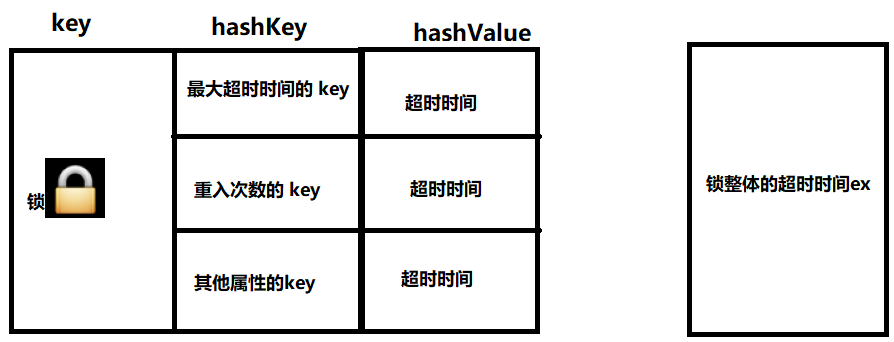 key
hashKey
hashValue
最大超时时间的 key
超时时间
锁
重入次数的 key
超时时间
锁整体的超时时间ex
其他属性的key
超时时间